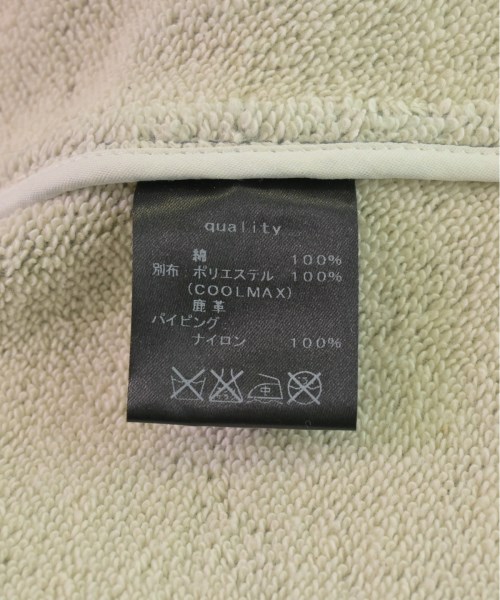 quality
綿 100%
別布:ポリエステル 100%
(COOLMAX)
鹿革
パイピング:
ナイロン 100%
中